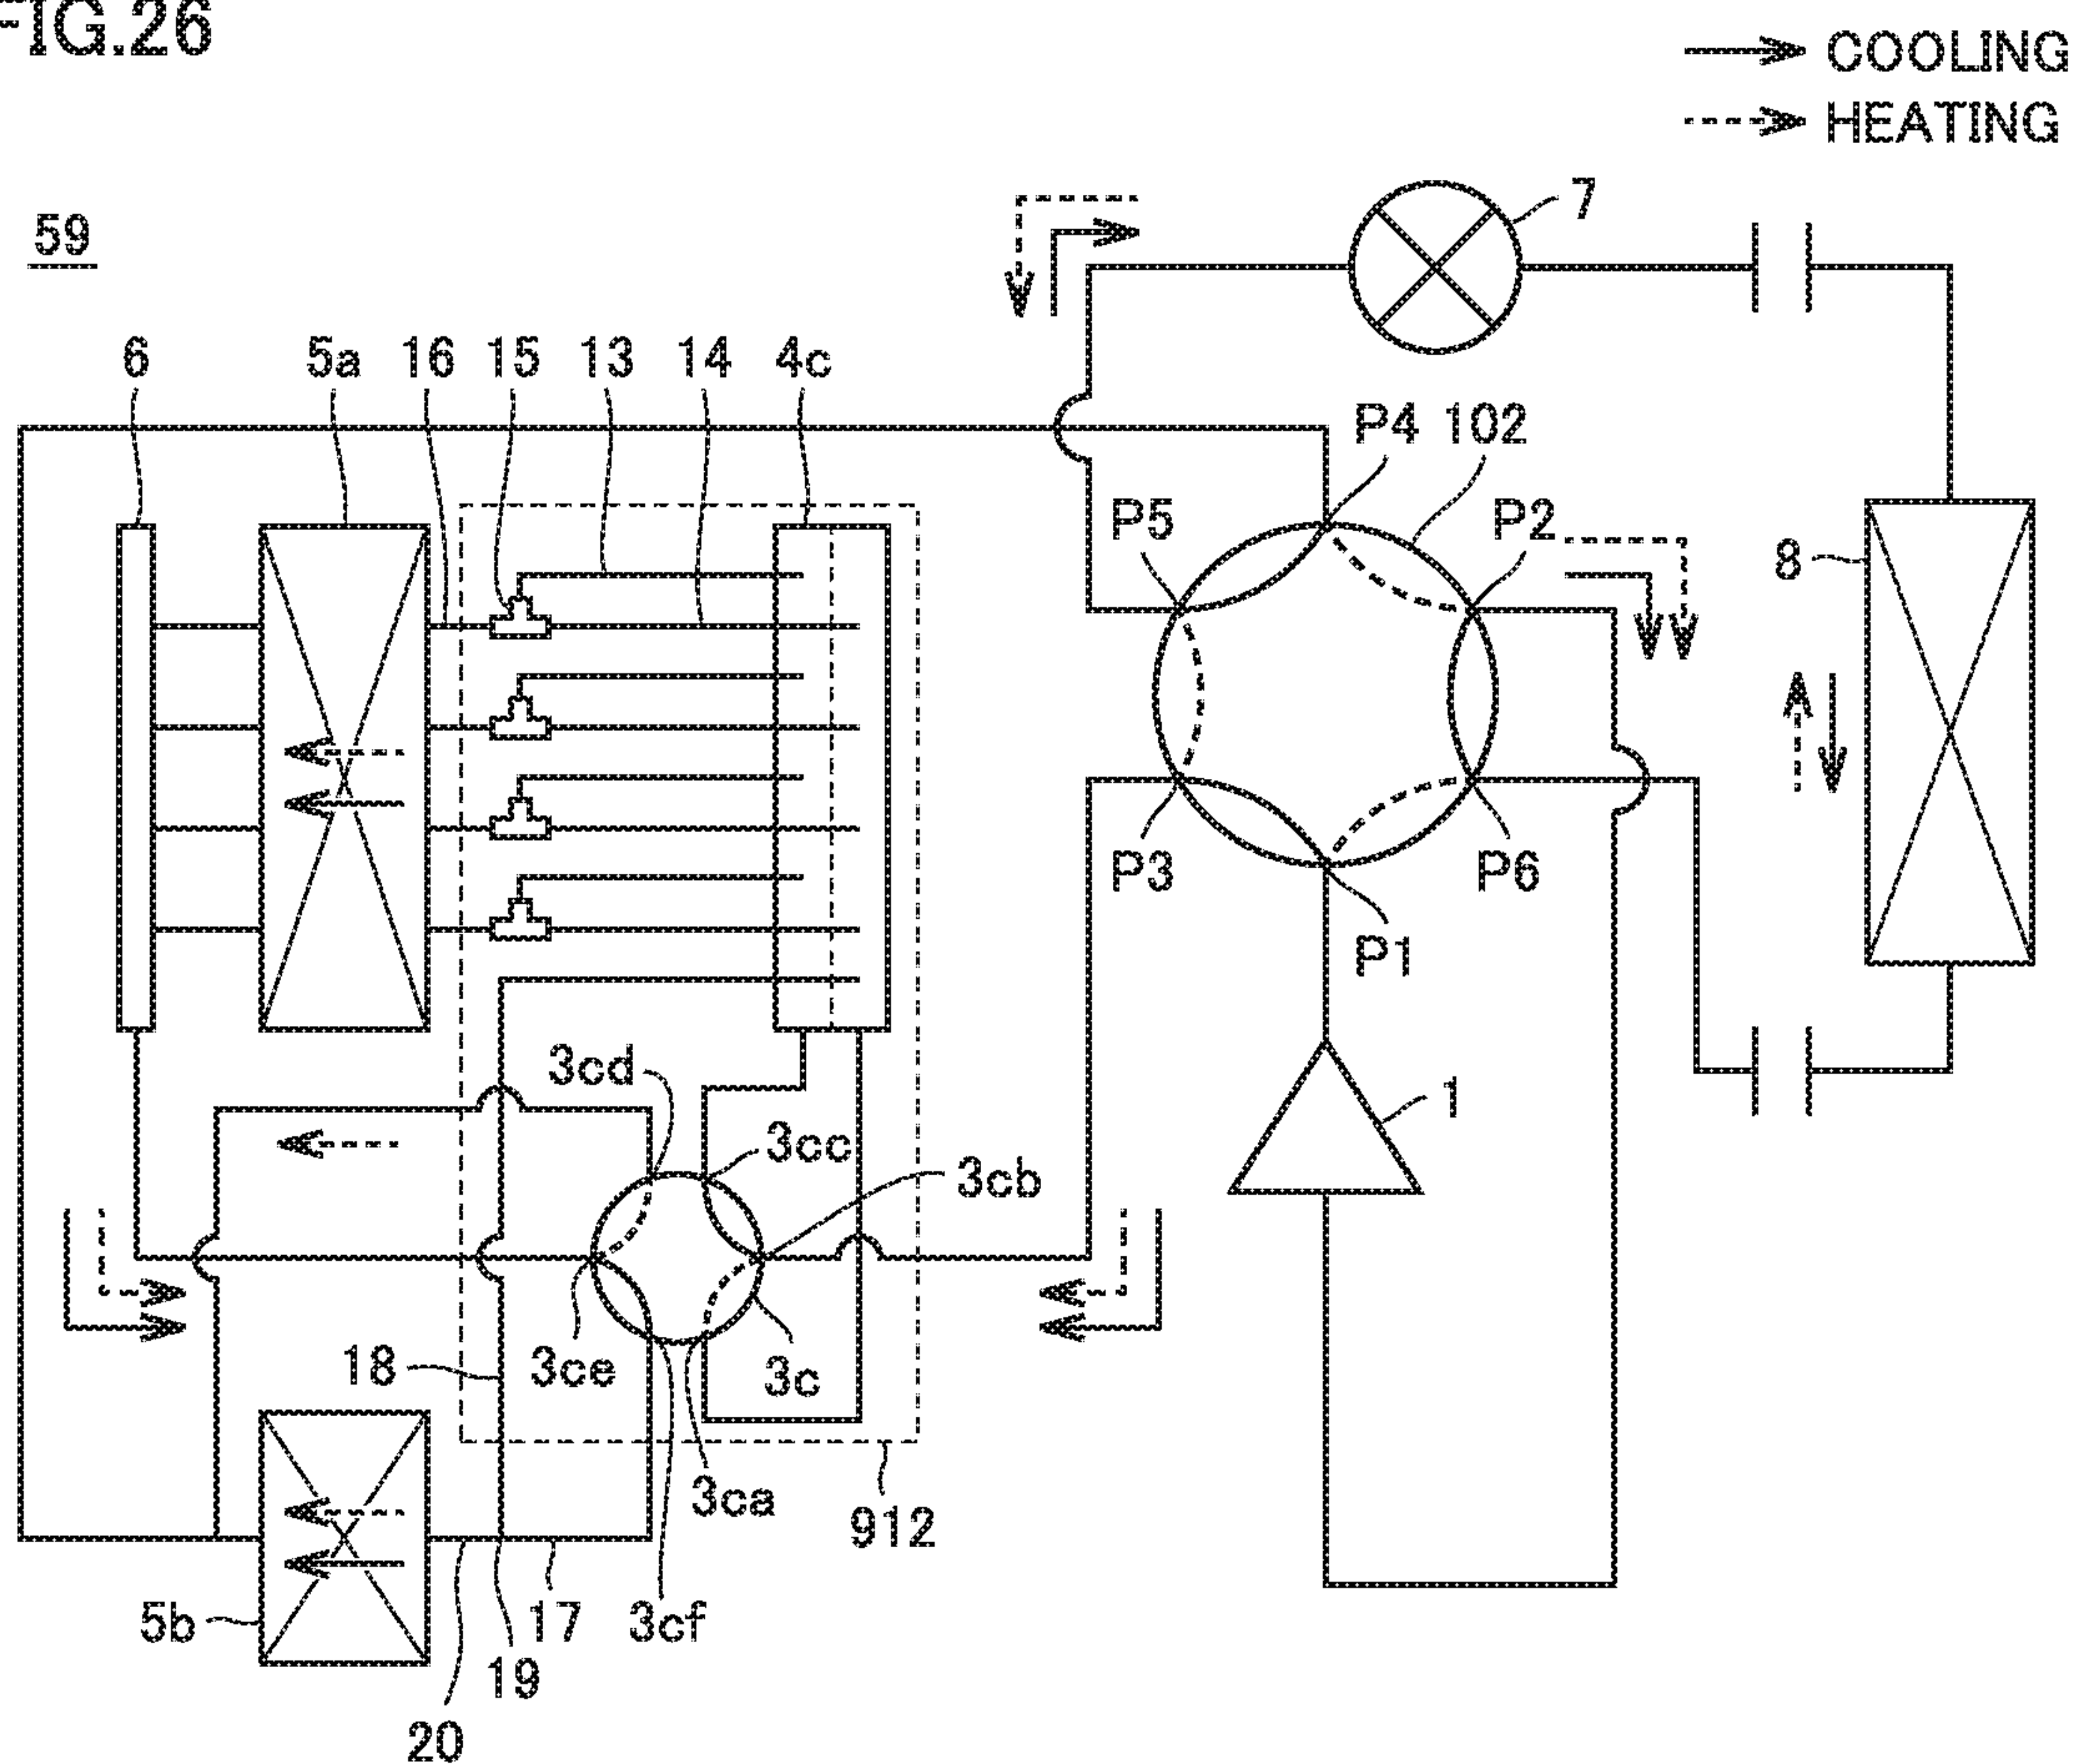 FIG.26
COOLING
HEATING
59
7
6 5a 16 15 13 14 4c
P4 102
P5 P2
8
P3 P6
P1
3cd
1
3cc
3cb
18 3ce 3c
3ca
912
5b 17 3cf
19
20